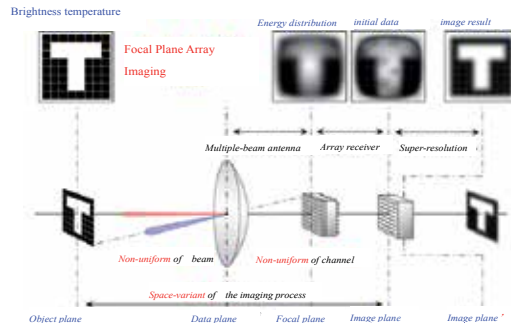 Brightness temperature
Energy distribution initial data image result
Focal Plane Array
Imaging
Multiple-beam antenna Array receiver Super-resolution
Non-uniform of beam Non-uniform of channel
Space-variant of the imaging process
Object plane Data plane Focal plane Image plane Image plane